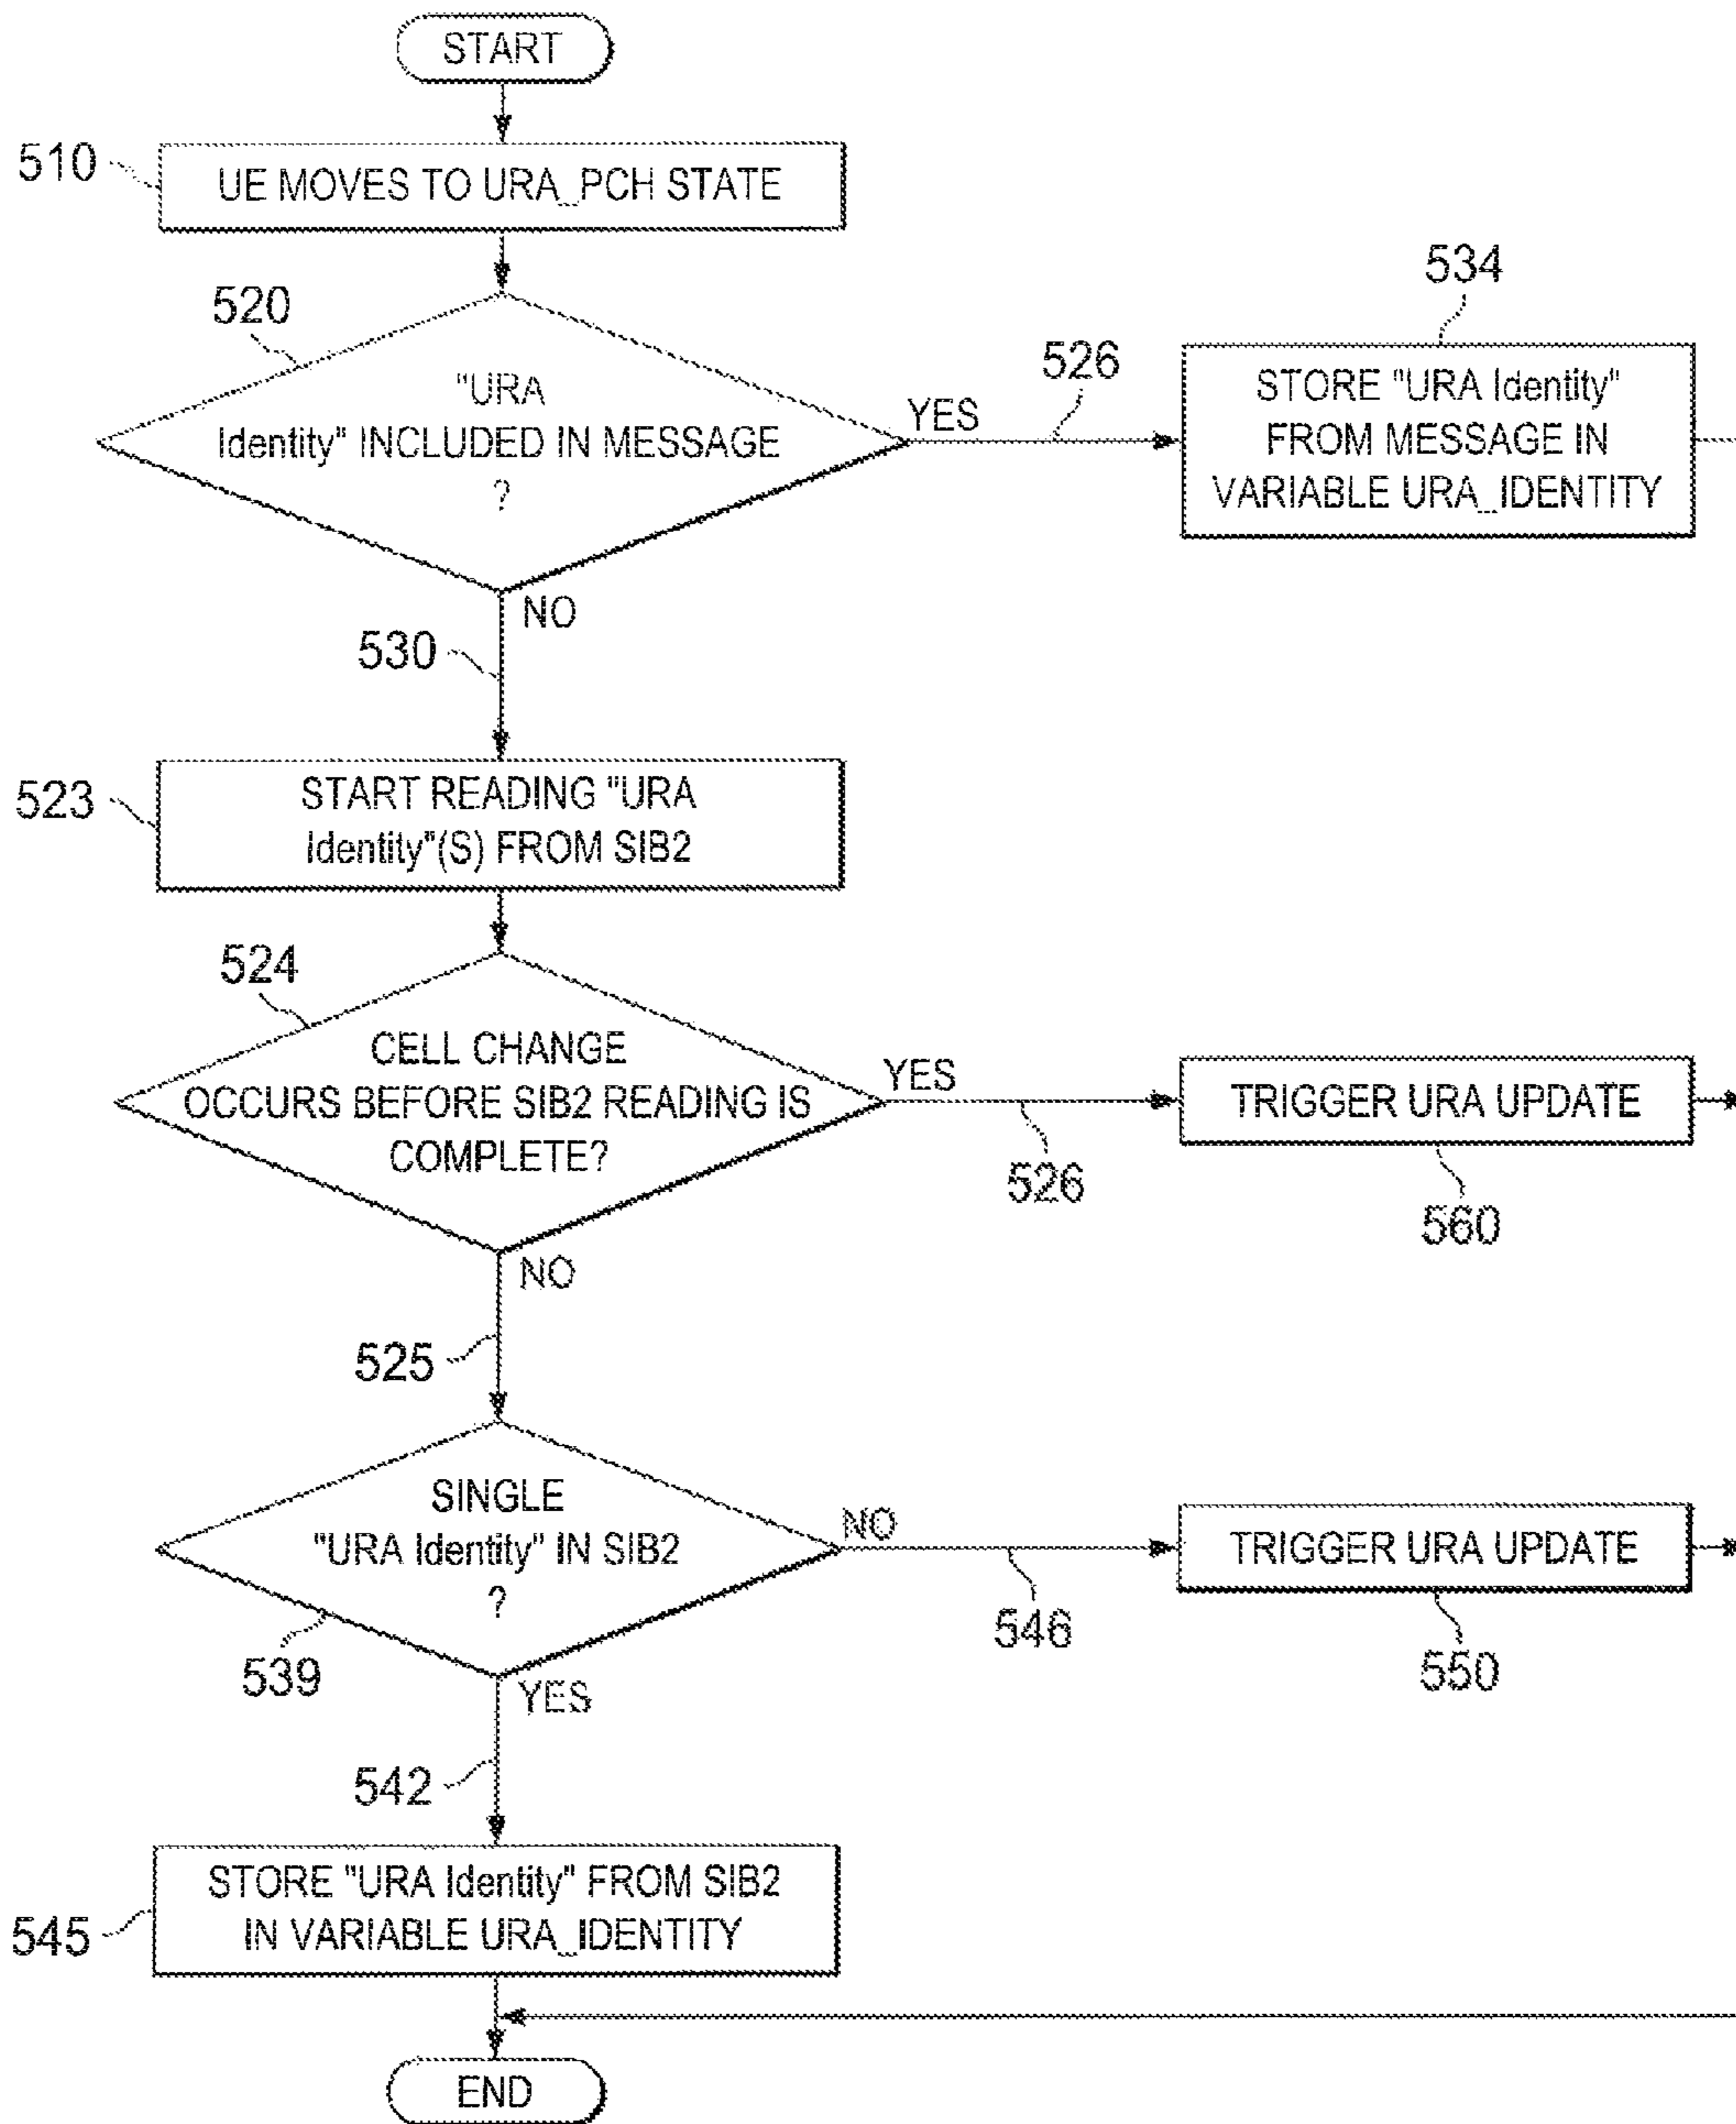 START
510
UE MOVES TO URA_PCH STATE
520
"URA
Identity" INCLUDED IN MESSAGE
?
YES
526
534
STORE "URA Identity"
FROM MESSAGE IN
VARIABLE URA_IDENTITY
NO
530
523
START READING "URA
Identity"(S) FROM SIB2
524
CELL CHANGE
OCCURS BEFORE SIB2 READING IS
COMPLETE?
YES
526
TRIGGER URA UPDATE
560
NO
525
SINGLE
"URA Identity" IN SIB2
?
539
NO
546
TRIGGER URA UPDATE
550
YES
542
545
STORE "URA Identity" FROM SIB2
IN VARIABLE URA_IDENTITY
END